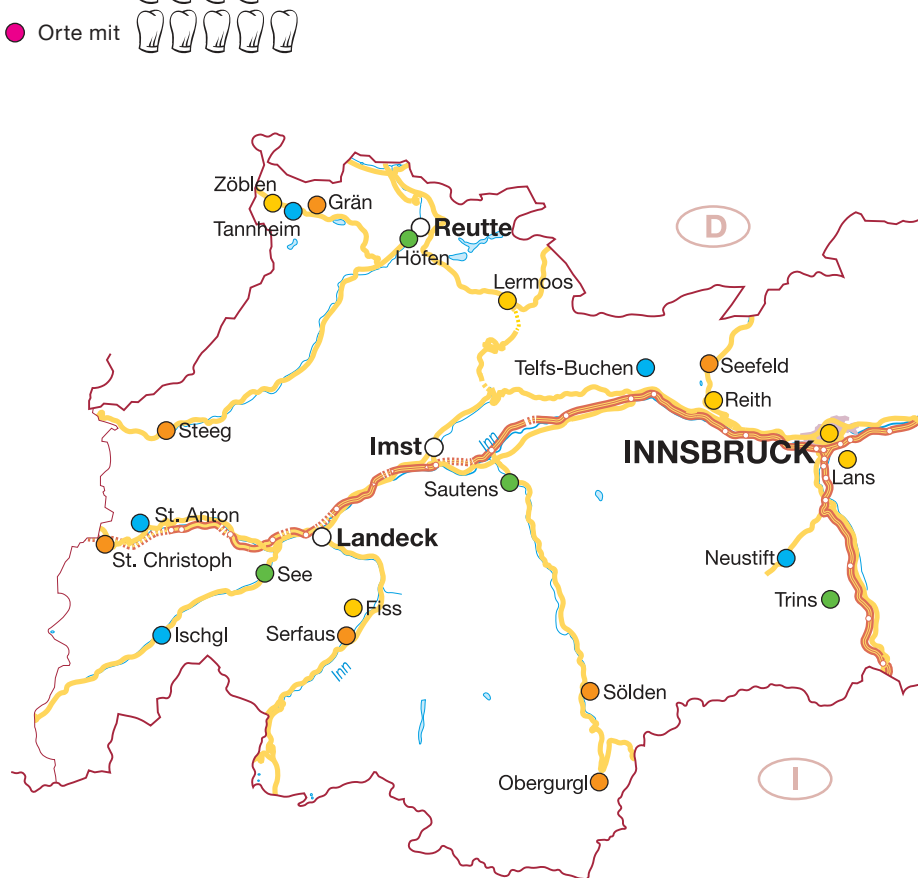 Orte mit
Zöblen
Grän
Tannheim
Reutte
Höfen
D
Lermoos
Telfs-Buchen
Seefeld
Reith
Steeg
Imst
Inn
INNSBRUCK
Lans
Sautens
St. Anton
Landeck
St. Christoph
See
Neustift
Trins
Fiss
Ischgl
Serfaus
Inn
Sölden
Obergurgl
I